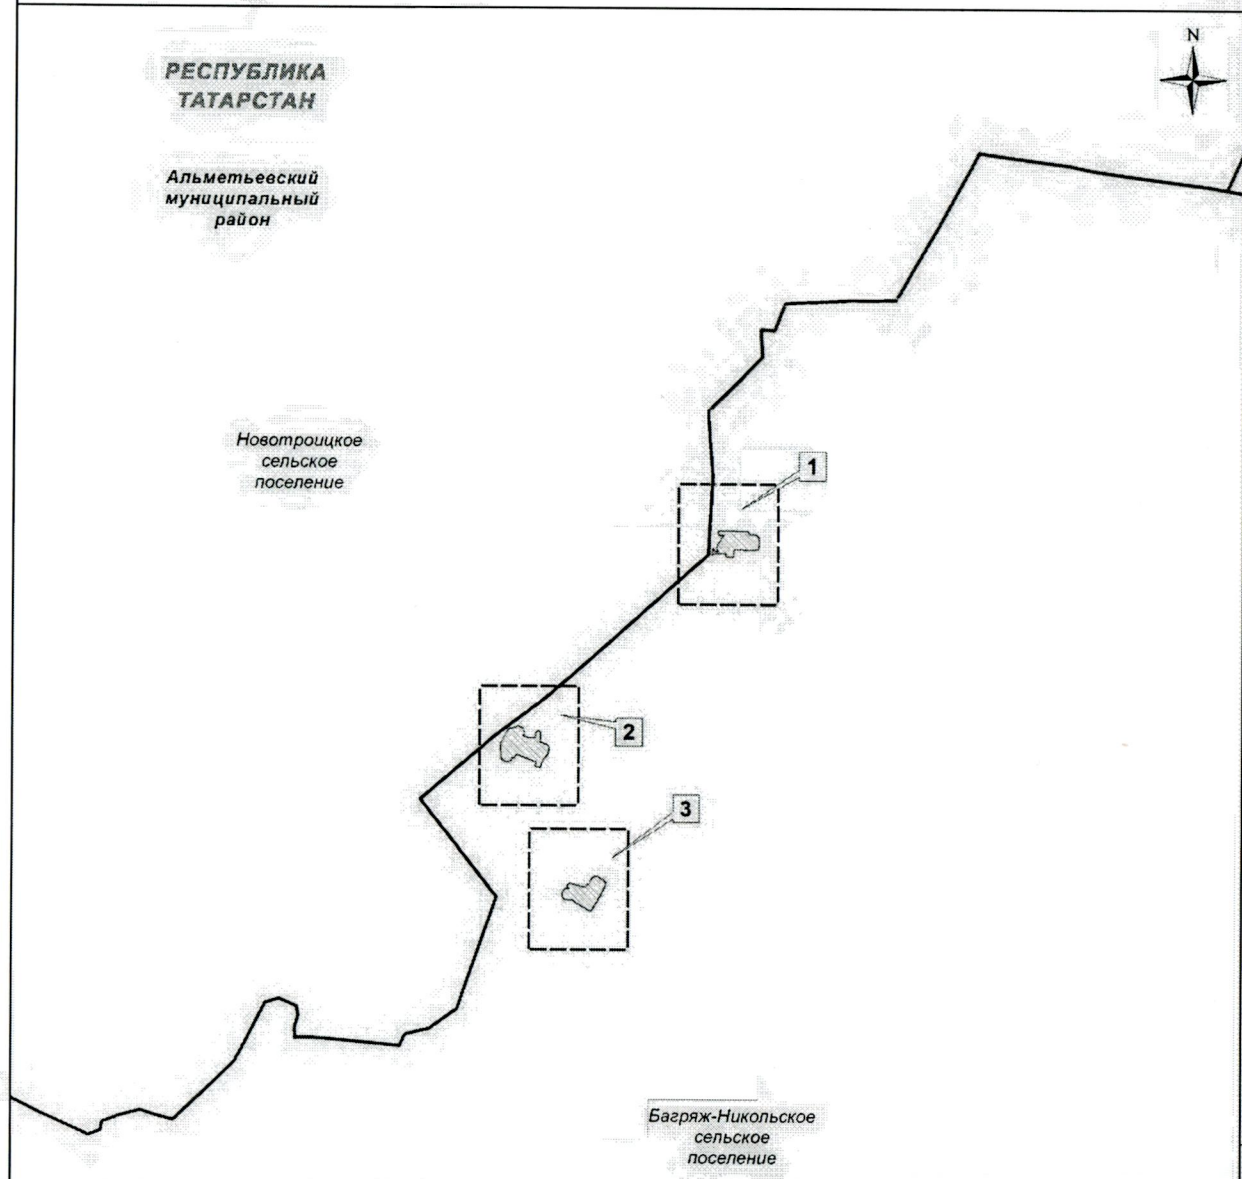 N
РЕСПУБЛИКА
ТАТАРСТАН
Альметьевский
муниципальный
район
Новотроицкое
сельское
поселение
1
2
3
Багряж-Никольское
сельское
поселение